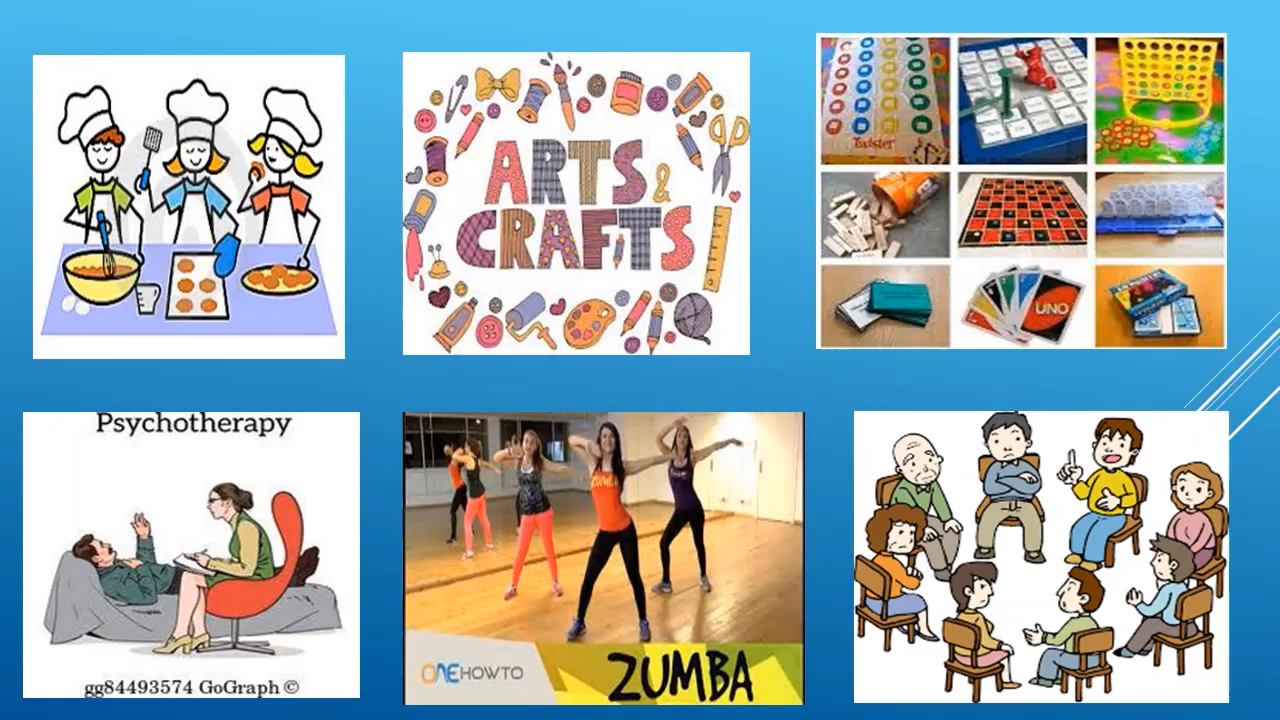 ARTS &
CRAFTS
Twister
UNO
Psychotherapy
gg84493574 GoGraph ©
ZUMBA
ONEHOWTO
ZUMBA